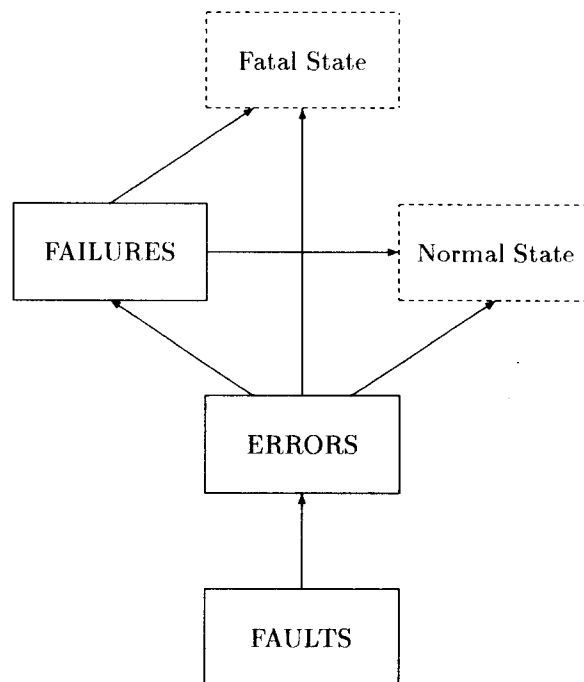 Fatal State
FAILURES
Normal State
ERRORS
FAULTS